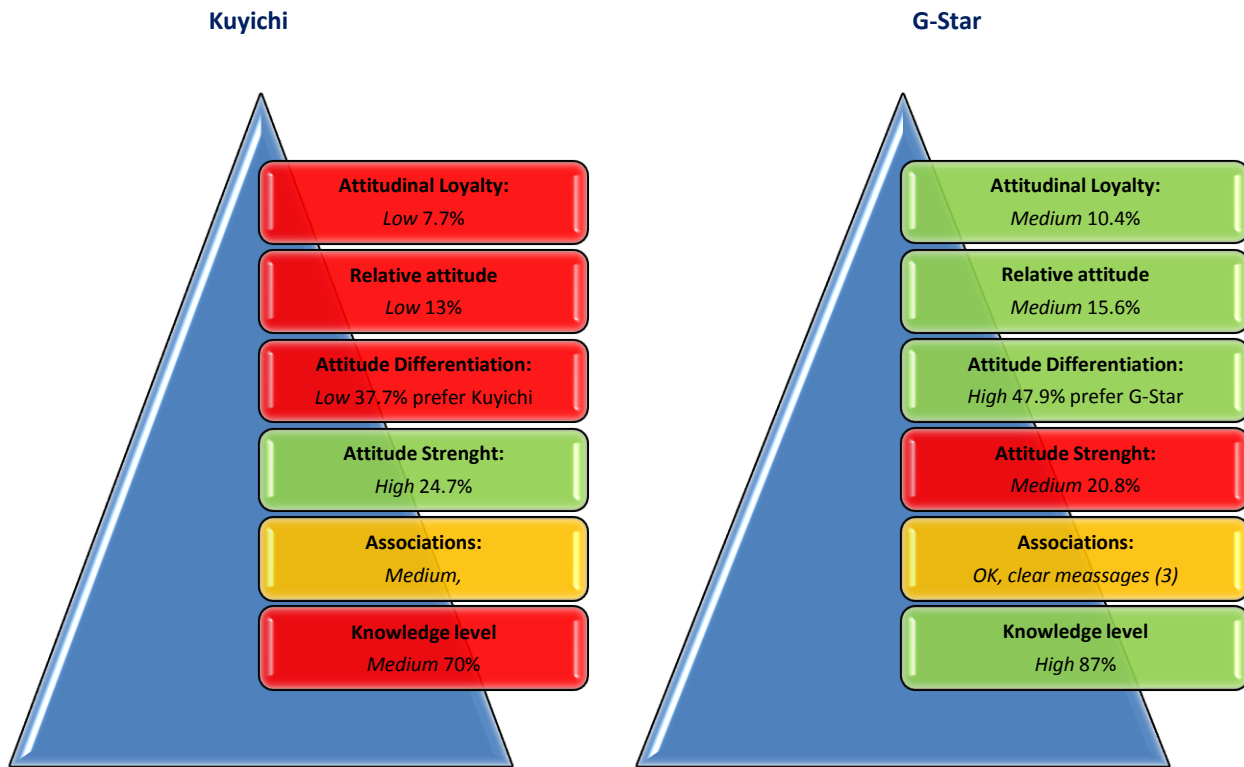 Kuyichi
Attitudinal Loyalty:
Low 7.7%
Relative attitude
Low 13%
Attitude Differentiation:
Low 37.7% prefer Kuyichi
Attitude Strenght:
High 24.7%
Associations:
Medium,
Knowledge level
Medium 70%
G-Star
Attitudinal Loyalty:
Medium 10.4%
Relative attitude
Medium 15.6%
Attitude Differentiation:
High 47.9% prefer G-Star
Attitude Strenght:
Medium 20.8%
Associations:
OK, clear meassages (3)
Knowledge level
High 87%